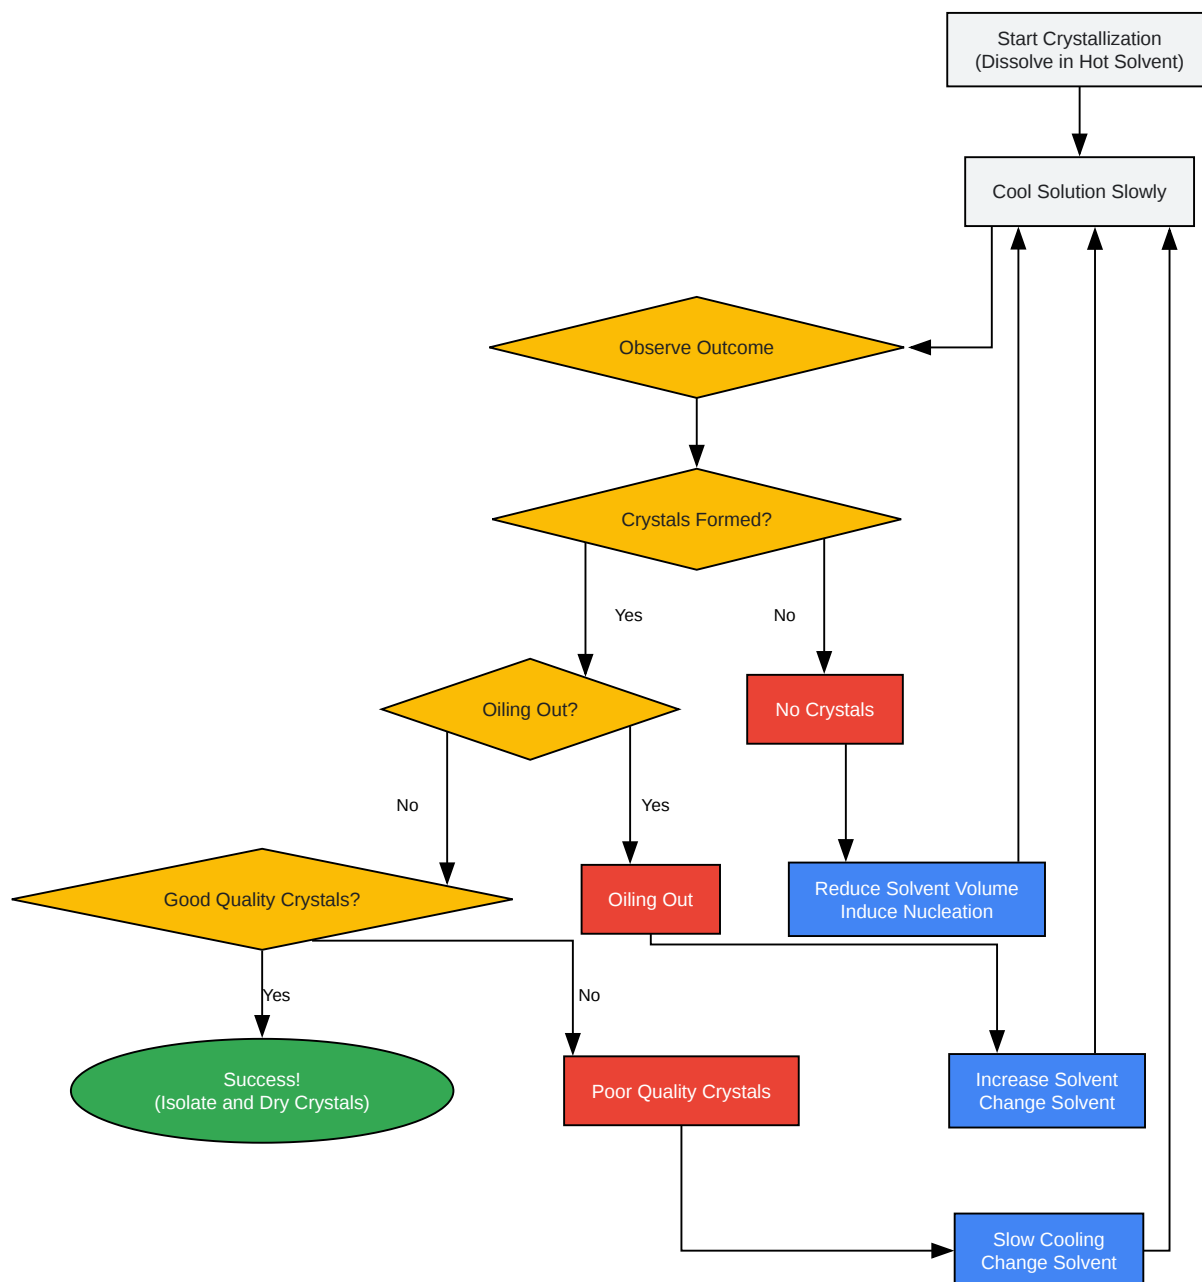 Start Crystallization
(Dissolve in Hot Solvent)
Cool Solution Slowly
Observe Outcome
Crystals Formed?
Yes
No
Oiling Out?
No Crystals
No
Yes
Good Quality Crystals?
Oiling Out
Reduce Solvent Volume
Induce Nucleation
Yes
No
Success!
(Isolate and Dry Crystals)
Poor Quality Crystals
Increase Solvent
Change Solvent
Slow Cooling
Change Solvent